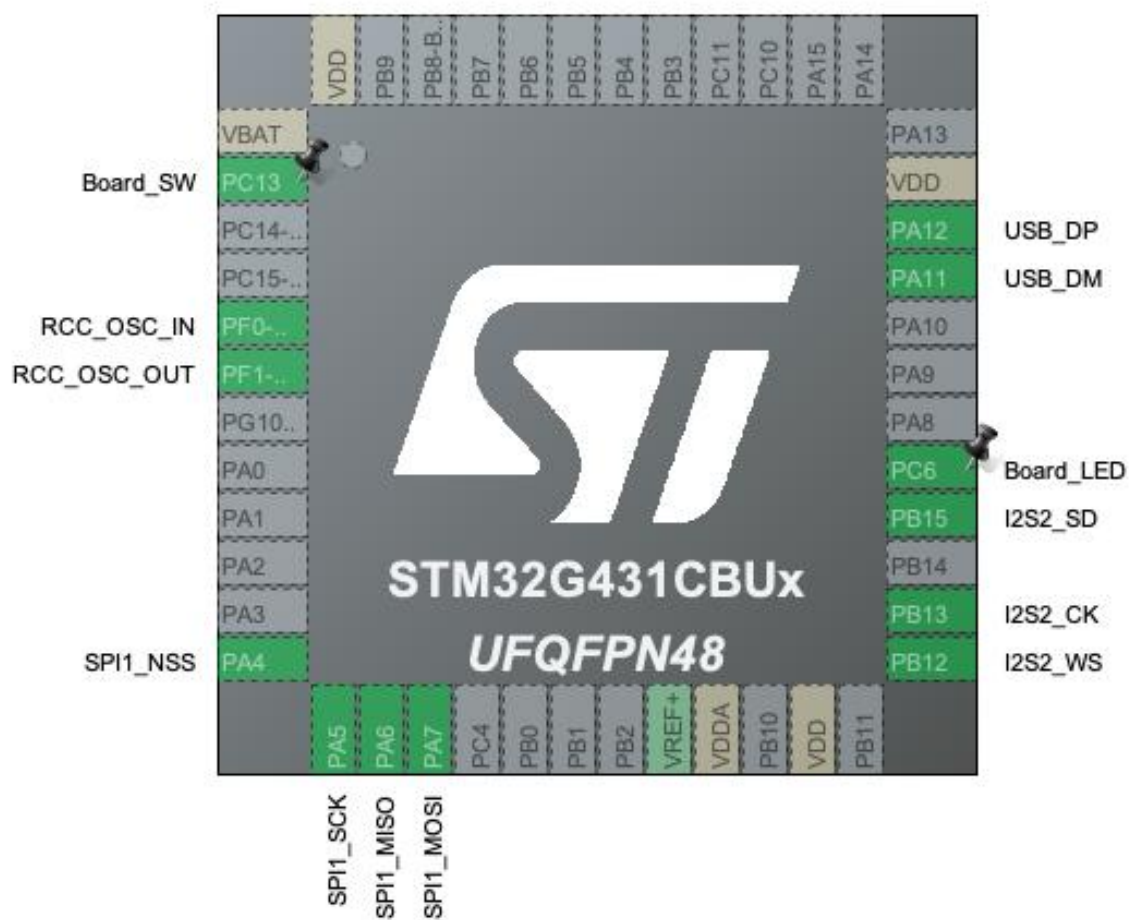 VDD
PB9
PB8-B..
PB7
PB6
PB5
PB4
PB3
PC11
PC10
PA15
PA14
VBAT
Board_SW PC13
PC14-..
PC15-..
RCC_OSC_IN PF0-..
RCC_OSC_OUT PF1-..
PG10..
PA0
PA1
PA2
PA3
SPI1_NSS PA4
ST
STM32G431CBUx
UFQFPN48
PA13
VDD
PA12 USB_DP
PA11 USB_DM
PA10
PA9
PA8
PC6 Board_LED
PB15 I2S2_SD
PB14
PB13 I2S2_CK
PB12 I2S2_WS
PA5
PA6
PA7
PC4
PB0
PB1
PB2
VREF+
VDDA
PB10
VDD
PB11
SPI1_SCK
SPI1_MISO
SPI1_MOSI